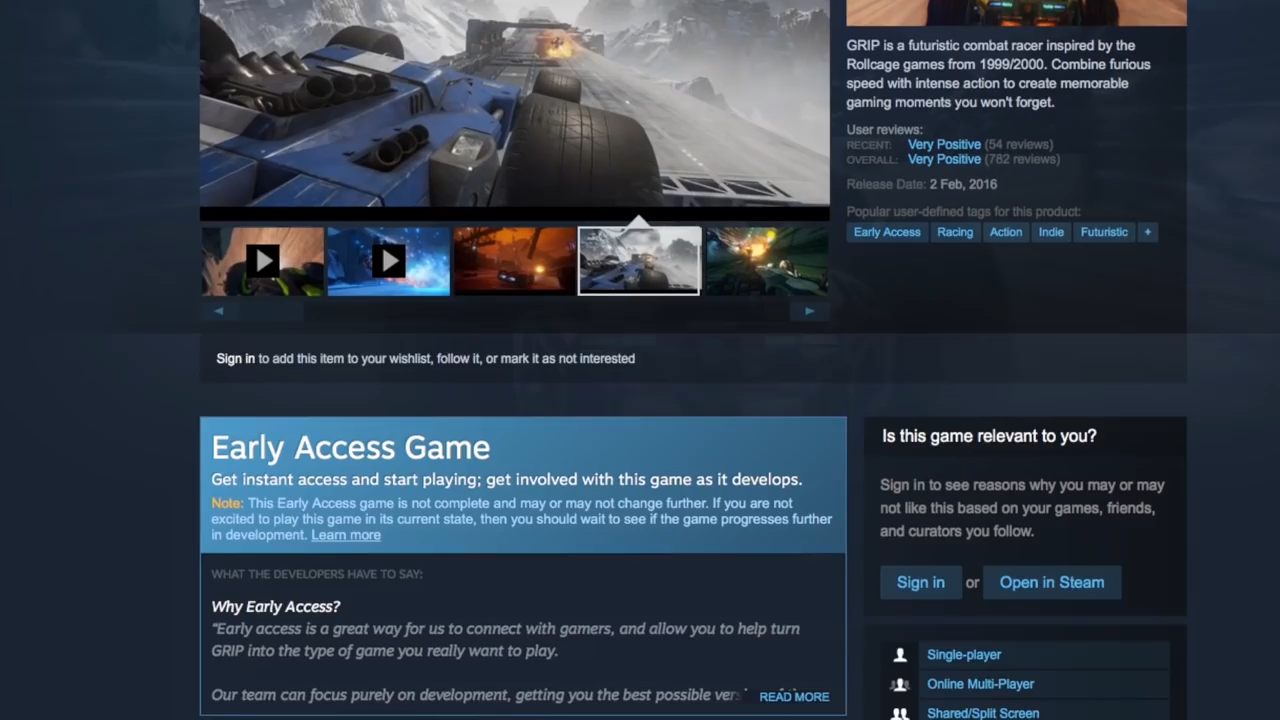 GRIP is a futuristic combat racer inspired by the
Rollcage games from 1999/2000. Combine furious
speed with intense action to create memorable
gaming moments you won't forget.
User reviews:
RECENT: Very Positive (54 reviews)
OVERALL: Very Positive (782 reviews)
Release Date: 2 Feb, 2016
Popular user-defined tags for this product:
Early Access Racing Action Indie Futuristic +
Sign in to add this item to your wishlist, follow it, or mark it as not interested
Early Access Game
Get instant access and start playing; get involved with this game as it develops.
Note: This Early Access game is not complete and may or may not change further. If you are not
excited to play this game in its current state, then you should wait to see if the game progresses further
in development. Learn more
WHAT THE DEVELOPERS HAVE TO SAY:
Why Early Access?
"Early access is a great way for us to connect with gamers, and allow you to help turn
GRIP into the type of game you really want to play.
Our team can focus purely on development, getting you the best possible
READ MORE
Is this game relevant to you?
Sign in to see reasons why you may or may
not like this based on your games, friends,
and curators you follow.
Sign in or Open in Steam
Single-player
Online Multi-Player
Shared/Split Screen